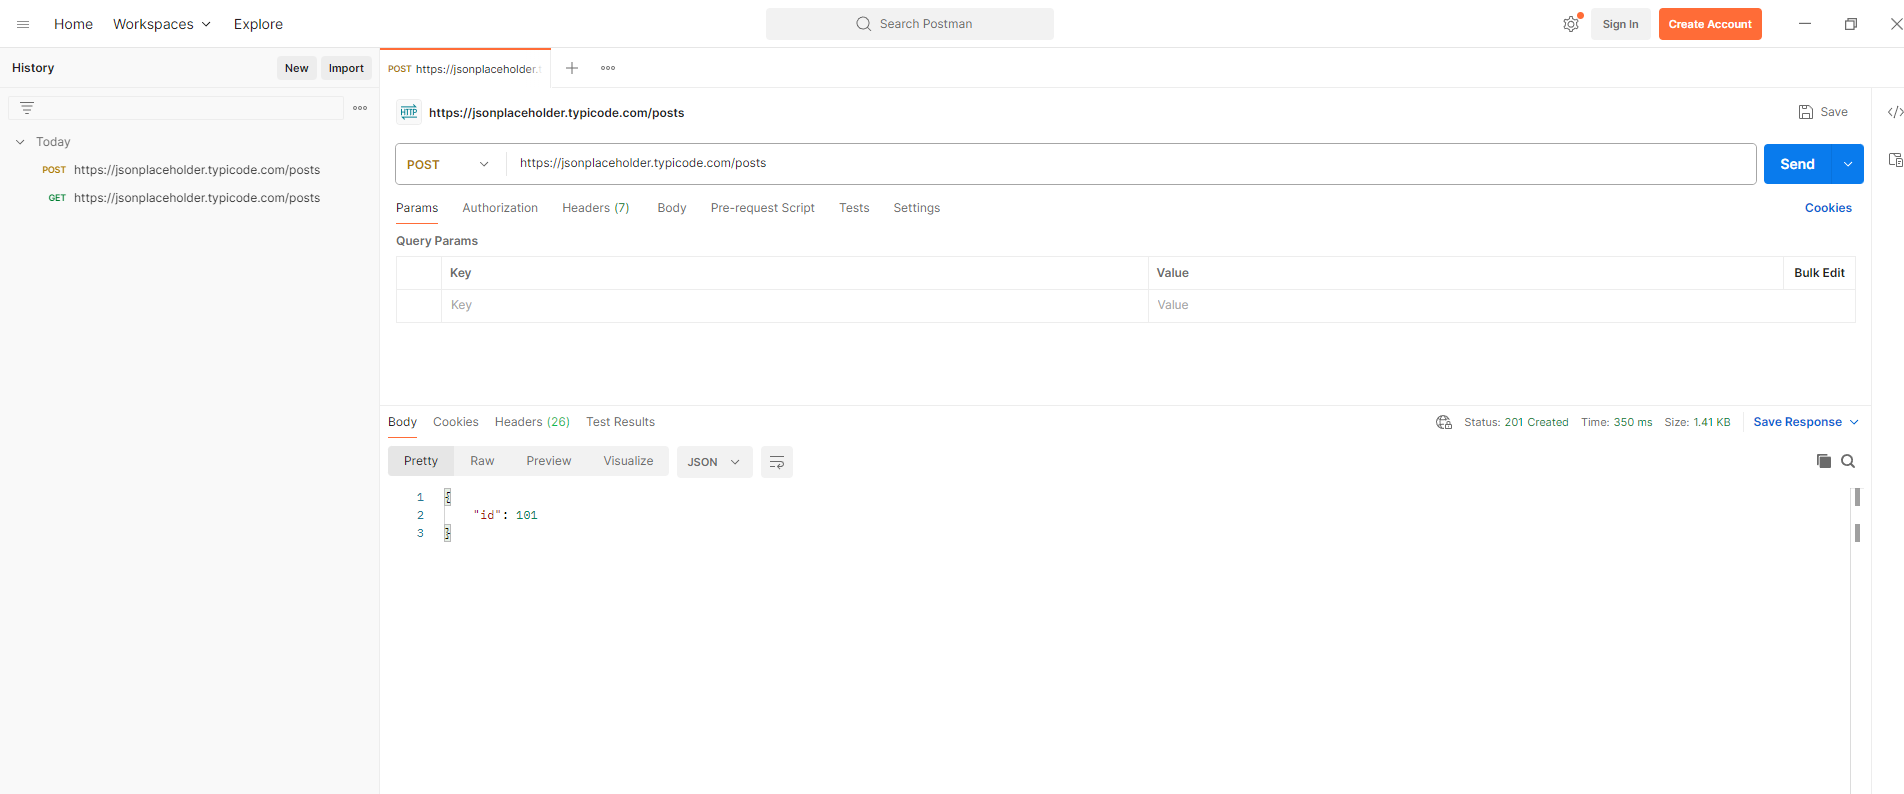 Home Workspaces Explore Search Postman Sign In Create Account
History New Import POST https://jsonplaceholder.t
HTTP https://jsonplaceholder.typicode.com/posts Save
Today
POST https://jsonplaceholder.typicode.com/posts
GET https://jsonplaceholder.typicode.com/posts
POST https://jsonplaceholder.typicode.com/posts Send
Params Authorization Headers (7) Body Pre-request Script Tests Settings Cookies
Query Params
Key Value Bulk Edit
Key Value
Body Cookies Headers (26) Test Results Status: 201 Created Time: 350 ms Size: 1.41 KB Save Response
Pretty Raw Preview Visualize JSON
1 {
2 "id": 101
3 }